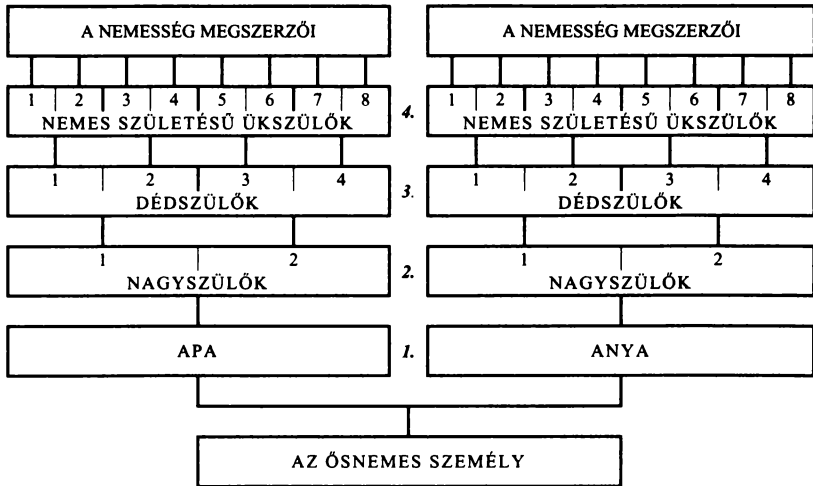 A NEMESSÉG MEGSZERZŐI A NEMESSÉG MEGSZERZŐI
1 2 3 4 5 6 7 8 4. 1 2 3 4 5 6 7 8
NEMES SZÜLETÉSŰ ÜKSZÜLŐK NEMES SZÜLETÉSŰ ÜKSZÜLŐK
1 2 3 4 3. 1 2 3 4
DÉDSZÜLŐK DÉDSZÜLŐK
1 2 2. 1 2
NAGYSZÜLŐK NAGYSZÜLŐK
APA 1. ANYA
AZ ŐSNEMES SZEMÉLY